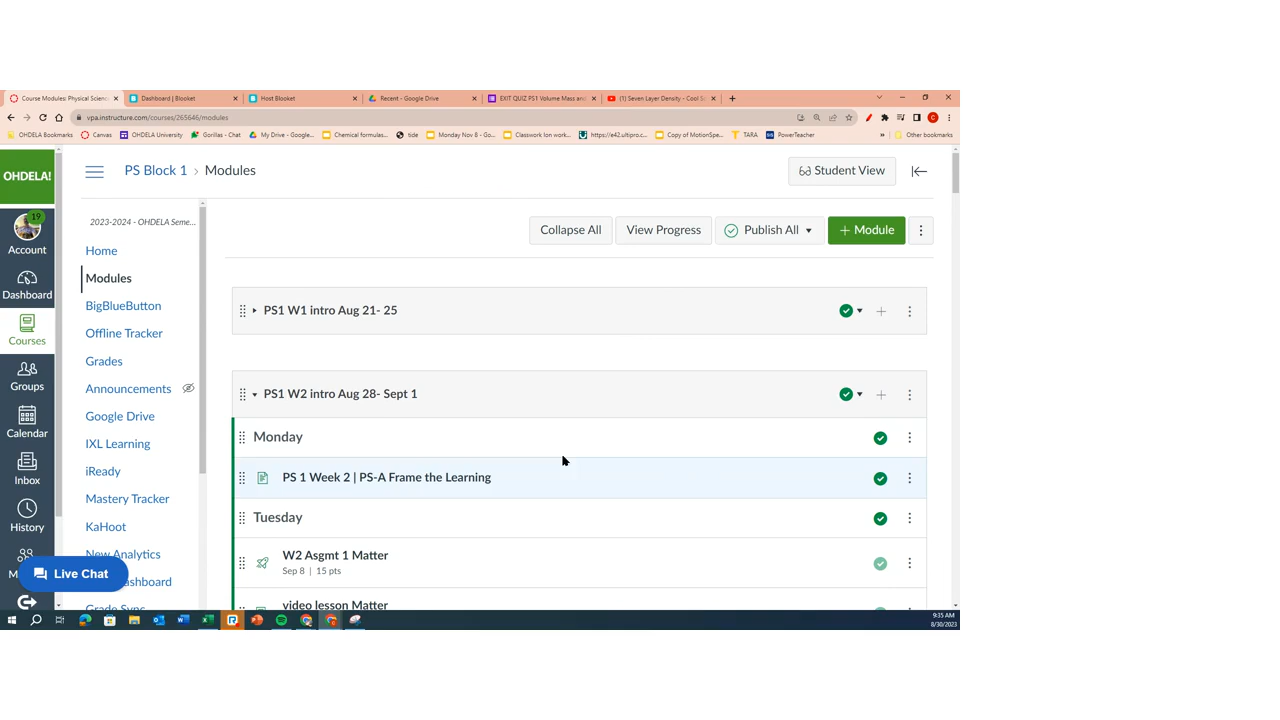 Course Modules: Physical Scienc
Dashboard | Blooket
Host Blooket
Recent - Google Drive
EXIT QUIZ PS1 Volume Mass and
(1) Seven Layer Density - Cool Sc
vpa.instructure.com/courses/265646/modules
OHDELA Bookmarks
Canvas
OHDELA University
Gorillas - Chat
My Drive - Google...
Chemical formulas...
tide
Monday Nov 8 - Go...
Classwork Ion work...
https://e42.ultipro.c...
Copy of MotionSpe...
TARA
PowerTeacher
Other bookmarks
OHDELA!
PS Block 1 › Modules
Student View
19
Account
Dashboard
Courses
Groups
Calendar
Inbox
History
Live Chat
2023-2024 - OHDELA Seme...
Home
Modules
BigBlueButton
Offline Tracker
Grades
Announcements
Google Drive
IXL Learning
iReady
Mastery Tracker
KaHoot
New Analytics
ashboard
Grade Sync
Collapse All
View Progress
Publish All
+ Module
PS1 W1 intro Aug 21- 25
PS1 W2 intro Aug 28- Sept 1
Monday
PS 1 Week 2 | PS-A Frame the Learning
Tuesday
W2 Asgmt 1 Matter
Sep 8 | 15 pts
video lesson Matter
9:35 AM
8/30/2023